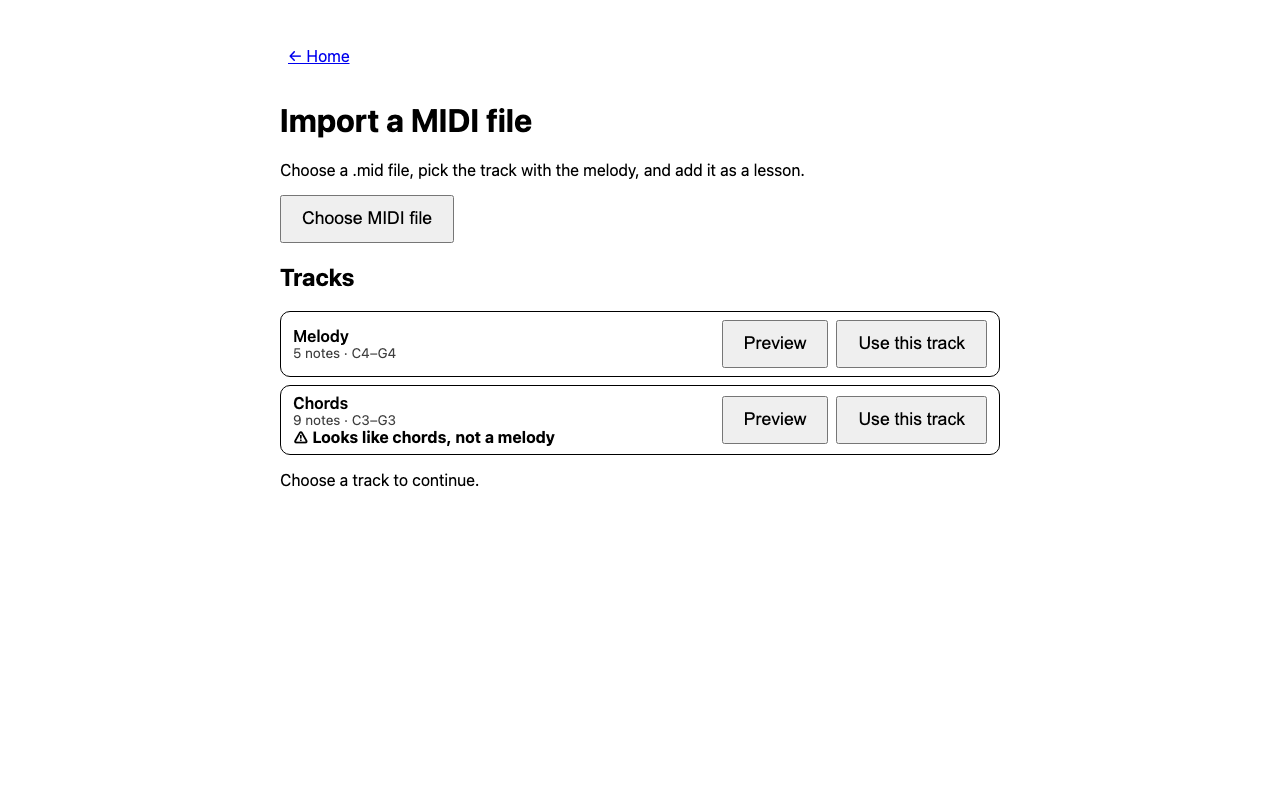 ← Home
Import a MIDI file
Choose a .mid file, pick the track with the melody, and add it as a lesson.
Choose MIDI file
Tracks
Melody
5 notes · C4–G4
Preview
Use this track
Chords
9 notes · C3–G3
⚠ Looks like chords, not a melody
Preview
Use this track
Choose a track to continue.